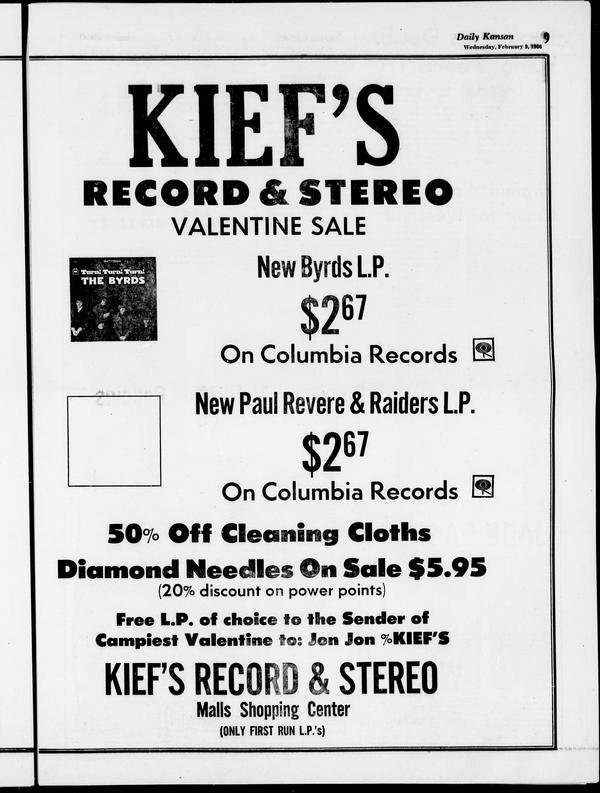 Daily Kansan 9
Wednesday, February 9, 1966
KIEF'S
RECORD & STEREO
VALENTINE SALE
Turn! Turn! Turn!
THE BYRDS
New Byrds L.P.
$2.67
On Columbia Records
New Paul Revere & Raiders L.P.
$2.67
On Columbia Records
50% Off Cleaning Cloths
Diamond Needles On Sale $5.95
(20% discount on power points)
Free L.P. of choice to the Sender of
Campiest Valentine to: Jon Jon %KIEF'S
KIEF'S RECORD & STEREO
Malls Shopping Center
(ONLY FIRST RUN L.P.'s)